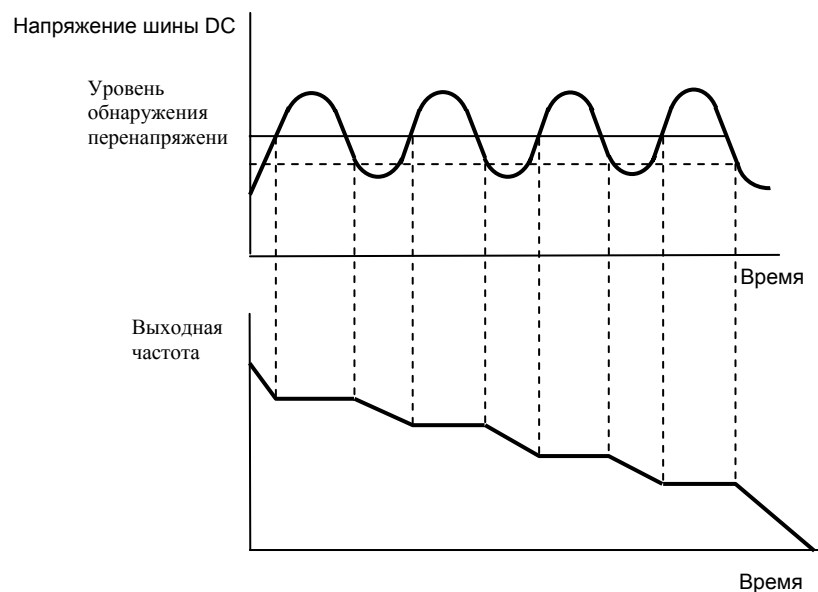 Напряжение шины DC
Уровень
обнаружения
перенапряжени
Время
Выходная
частота
Время